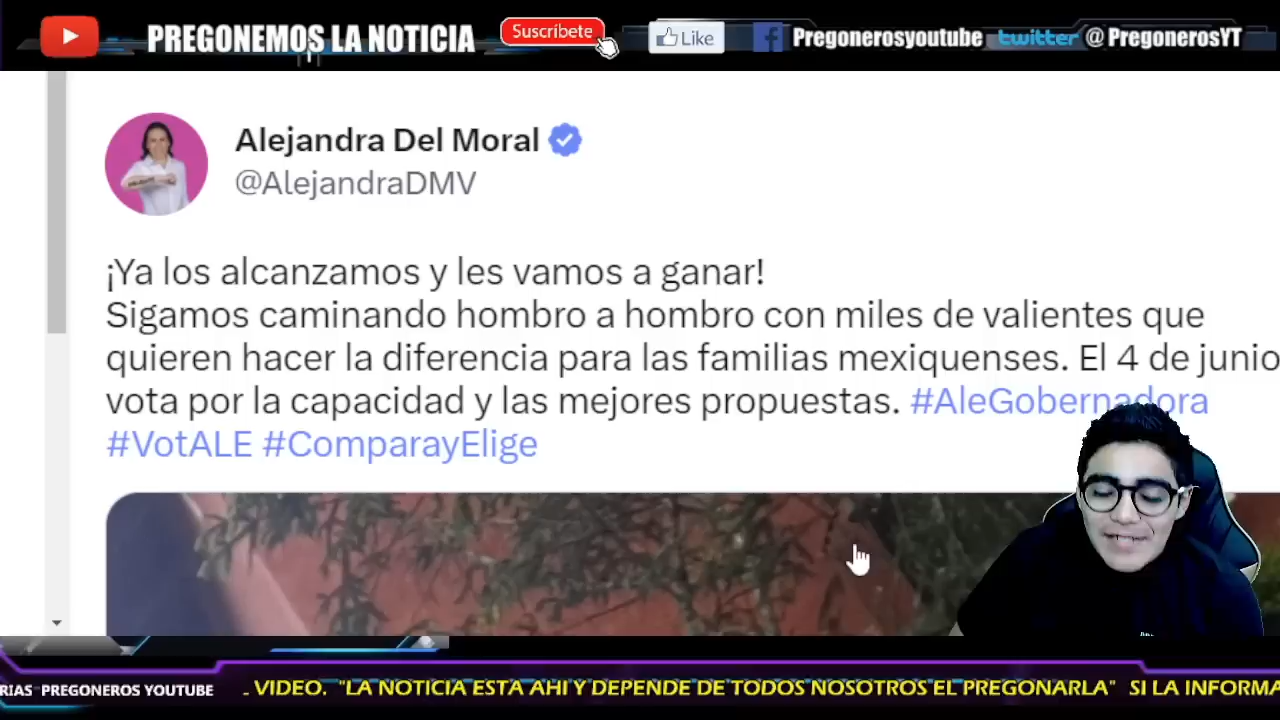 PREGONEMOS LA NOTICIA
Suscríbete
Like
Pregonerosyoutube
twitter @PregonerosYT
Alejandra Del Moral
@AlejandraDMV
¡Ya los alcanzamos y les vamos a ganar!
Sigamos caminando hombro a hombro con miles de valientes que
quieren hacer la diferencia para las familias mexiquenses. El 4 de junio
vota por la capacidad y las mejores propuestas. #AleGobernadora
#VotALE #ComparayElige
RIAS PREGONEROS YOUTUBE
_ VIDEO. "LA NOTICIA ESTA AHI Y DEPENDE DE TODOS NOSOTROS EL PREGONARLA" SI LA INFORMA